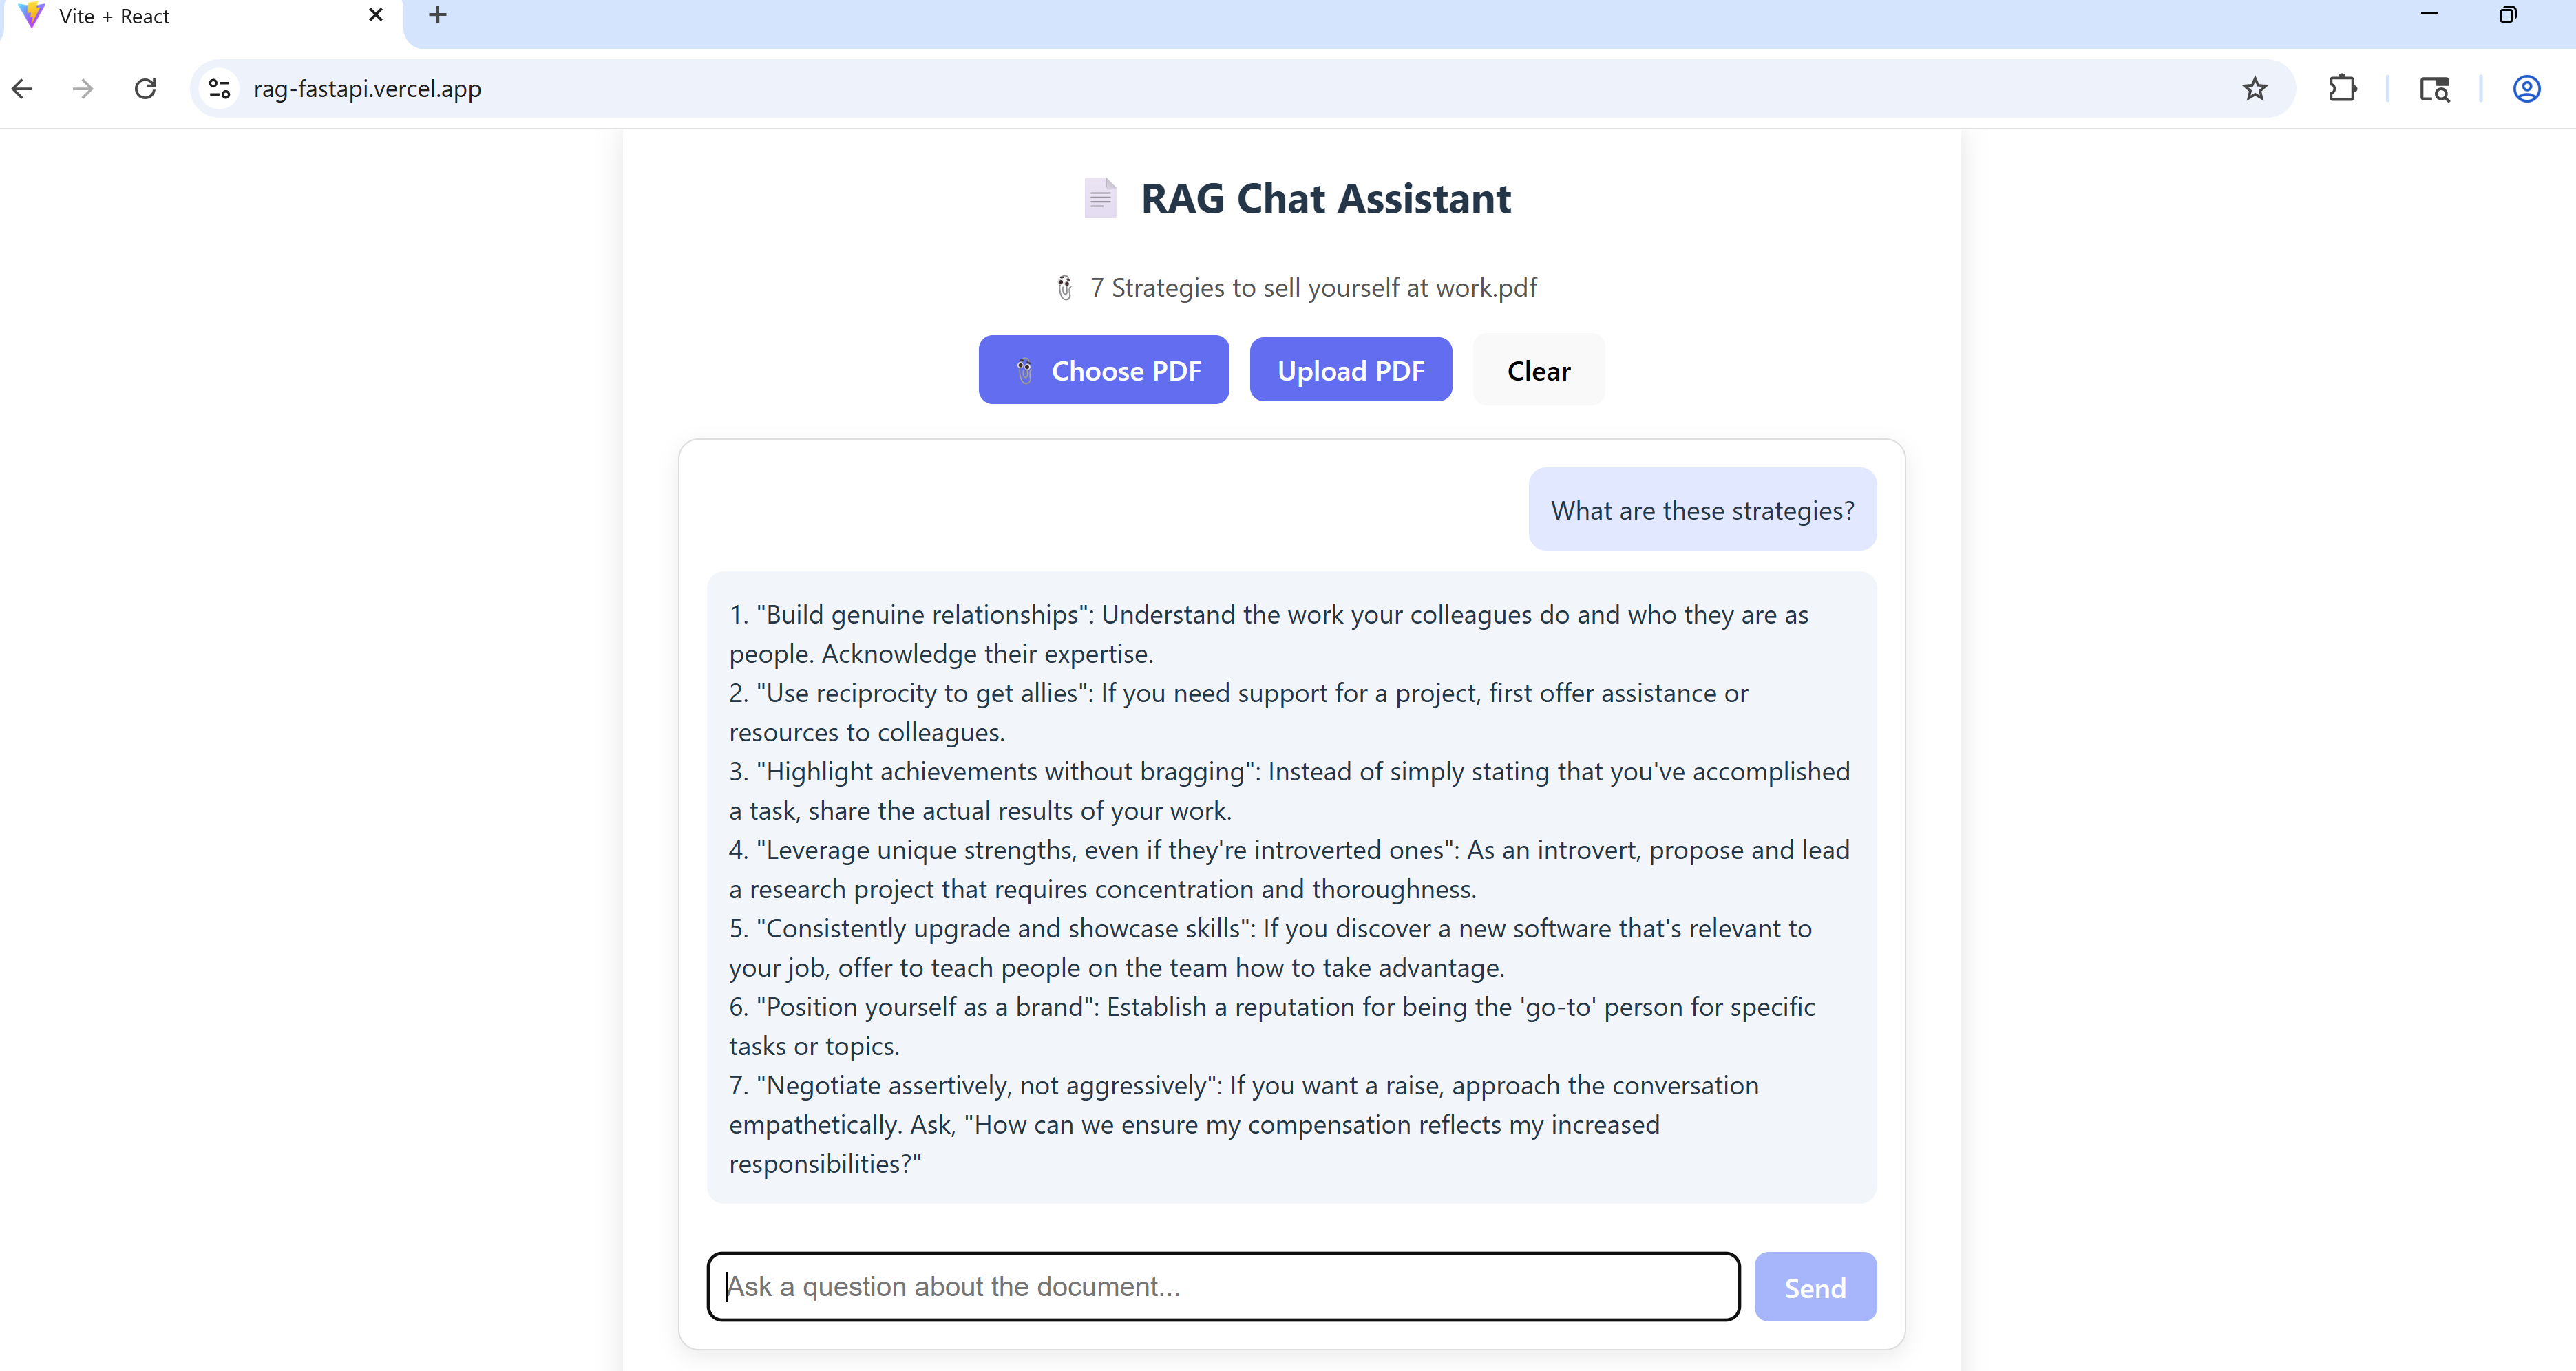 Vite + React
rag-fastapi.vercel.app
RAG Chat Assistant
7 Strategies to sell yourself at work.pdf
Choose PDF
Upload PDF
Clear
What are these strategies?
1. "Build genuine relationships": Understand the work your colleagues do and who they are as
people. Acknowledge their expertise.
2. "Use reciprocity to get allies": If you need support for a project, first offer assistance or
resources to colleagues.
3. "Highlight achievements without bragging": Instead of simply stating that you've accomplished
a task, share the actual results of your work.
4. "Leverage unique strengths, even if they're introverted ones": As an introvert, propose and lead
a research project that requires concentration and thoroughness.
5. "Consistently upgrade and showcase skills": If you discover a new software that's relevant to
your job, offer to teach people on the team how to take advantage.
6. "Position yourself as a brand": Establish a reputation for being the 'go-to' person for specific
tasks or topics.
7. "Negotiate assertively, not aggressively": If you want a raise, approach the conversation
empathetically. Ask, "How can we ensure my compensation reflects my increased
responsibilities?"
Ask a question about the document...
Send